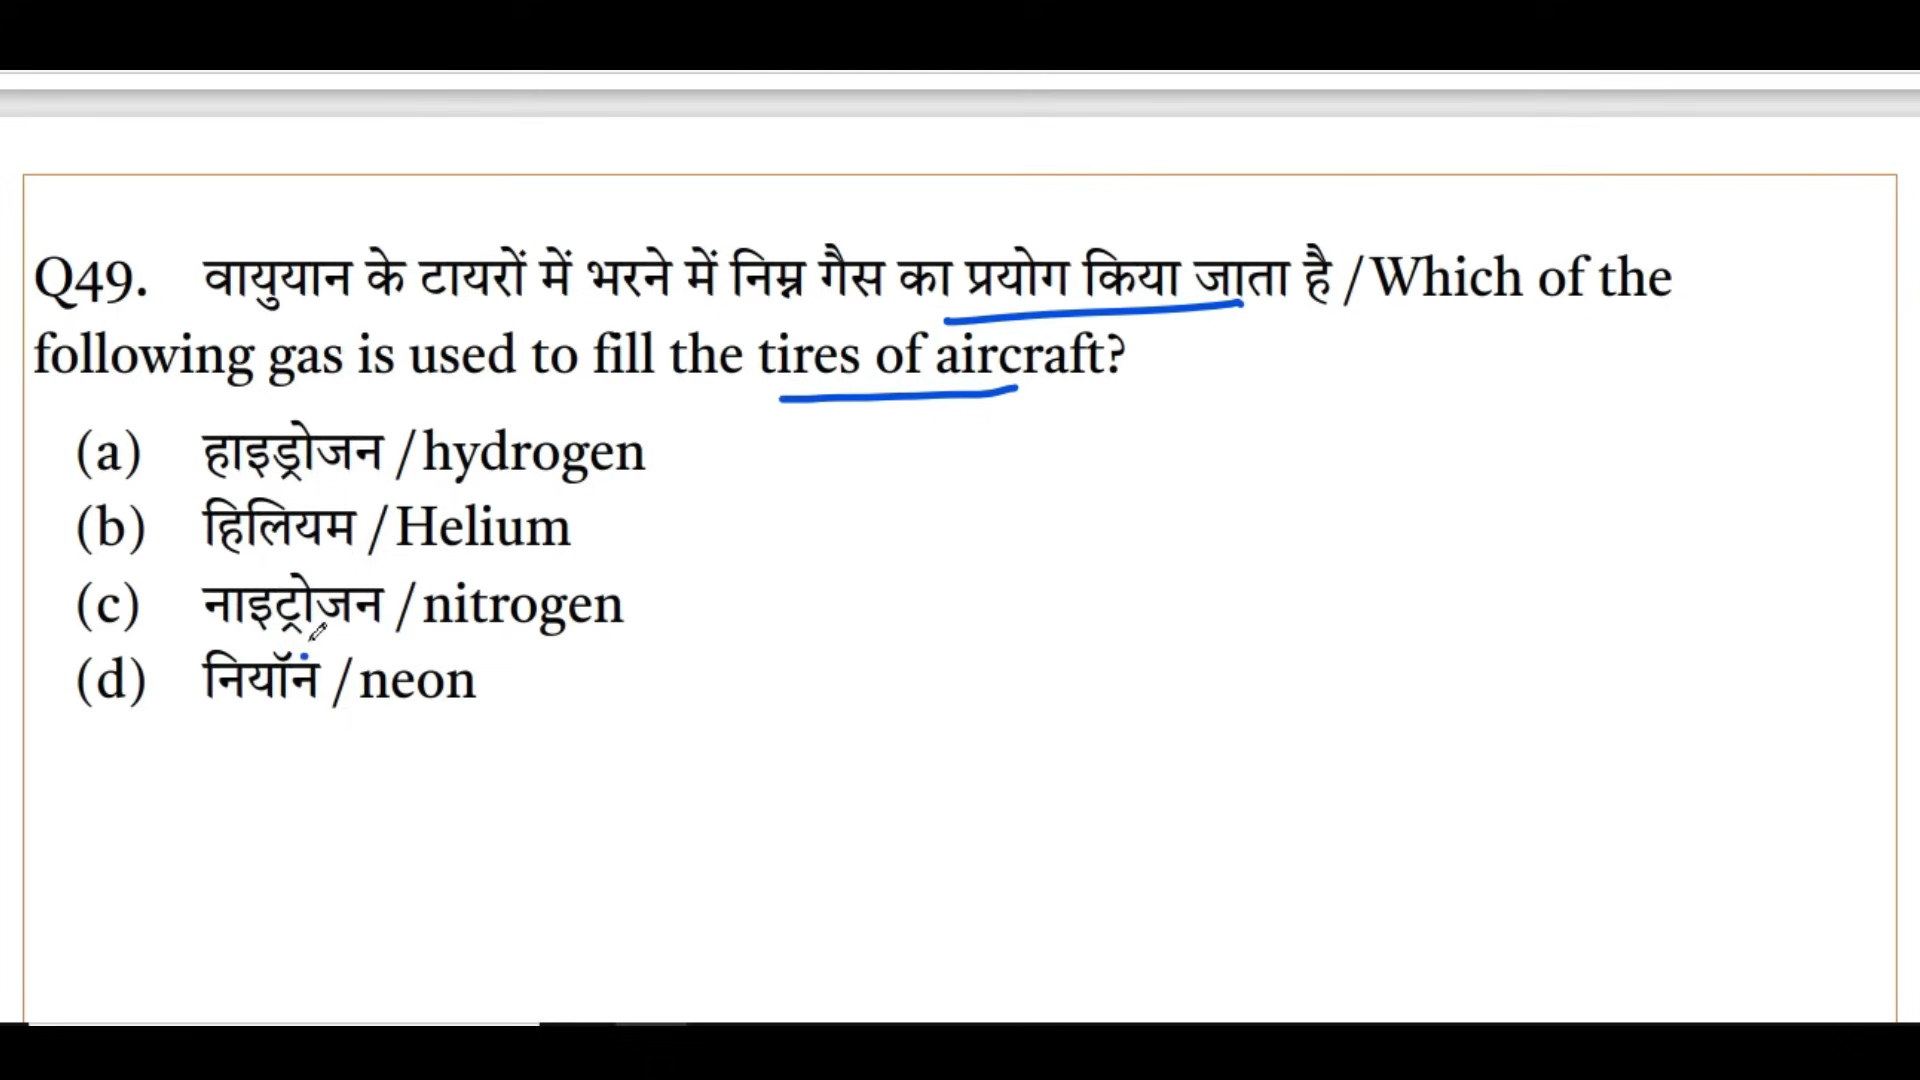 Q49. वायुयान के टायरों में भरने में निम्न गैस का प्रयोग किया जाता है /Which of the
following gas is used to fill the tires of aircraft?
(a) हाइड्रोजन /hydrogen
(b) हिलियम /Helium
(c) नाइट्रोजन /nitrogen
(d) नियॉन /neon